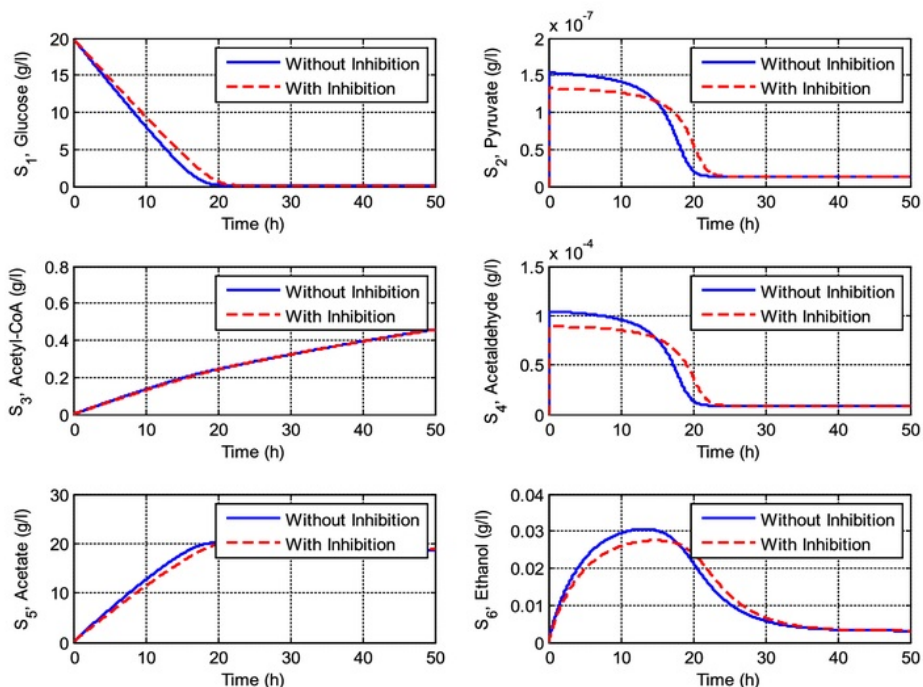 20
15
10
5
0
S1, Glucose (g/l)
0 10 20 30 40 50
Time (h)
Without Inhibition
With Inhibition
x 10-7
2
1.5
1
0.5
0
S2, Pyruvate (g/l)
0 10 20 30 40 50
Time (h)
Without Inhibition
With Inhibition
0.8
0.6
0.4
0.2
0
S3, Acetyl-CoA (g/l)
0 10 20 30 40 50
Time (h)
Without Inhibition
With Inhibition
x 10-4
1.5
1
0.5
0
S4, Acetaldehyde (g/l)
0 10 20 30 40 50
Time (h)
Without Inhibition
With Inhibition
30
20
10
0
S5, Acetate (g/l)
0 10 20 30 40 50
Time (h)
Without Inhibition
With Inhibition
0.04
0.03
0.02
0.01
0
S6, Ethanol (g/l)
0 10 20 30 40 50
Time (h)
Without Inhibition
With Inhibition